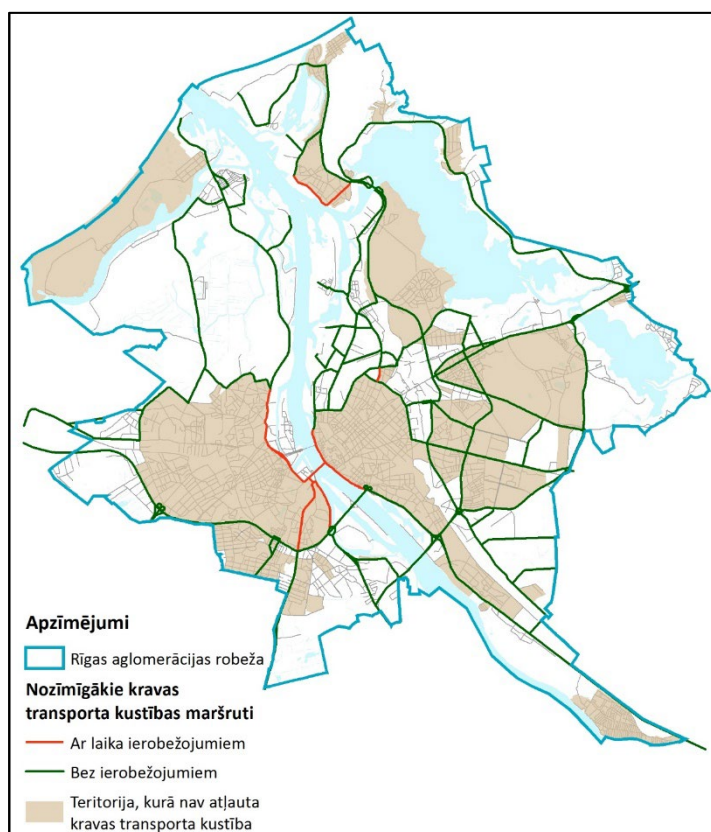 Apzīmējumi
Rīgas aglomerācijas robeža
Nozīmīgākie kravas
transporta kustības maršruti
Ar laika ierobežojumiem
Bez ierobežojumiem
Teritorija, kurā nav atļauta
kravas transporta kustība